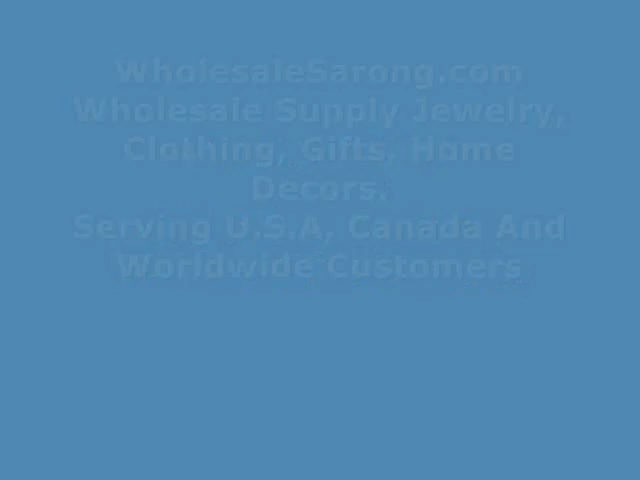 WholesaleSarong.com
Wholesale Supply Jewelry,
Clothing, Gifts, Home
Decors.
Serving U.S.A, Canada And
Worldwide Customers